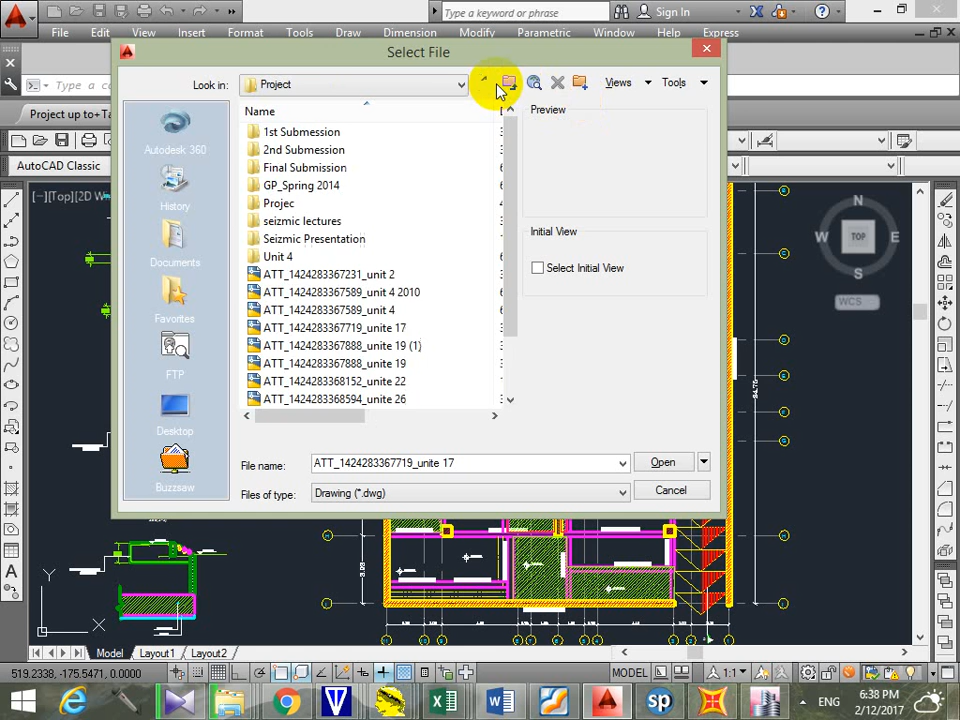 Type a keyword or phrase
Sign In
File
Edit
View
Insert
Format
Tools
Draw
Dimension
Modify
Parametric
Window
Help
Express
Type a co
Project up to+Ta
AutoCAD Classic
[-][Top][2D W
Select File
Look in:
Project
Views
Tools
Name
Preview
1st Submession
2nd Submession
Final Submission
GP_Spring 2014
Projec
seizmic lectures
Seizmic Presentation
Unit 4
ATT_1424283367231_unit 2
ATT_1424283367589_unit 4 2010
ATT_1424283367589_unit 4
ATT_1424283367719_unite 17
ATT_1424283367888_unite 19 (1)
ATT_1424283367888_unite 19
ATT_1424283368152_unite 22
ATT_1424283368594_unite 26
Autodesk 360
History
Documents
Favorites
FTP
Desktop
Buzzsaw
Initial View
Select Initial View
File name:
ATT_1424283367719_unite 17
Open
Files of type:
Drawing (*.dwg)
Cancel
N
W
TOP
E
S
WCS
Y
X
Model
Layout1
Layout2
519.2338, -175.5471, 0.0000
MODEL
1:1
ENG
6:38 PM
2/12/2017